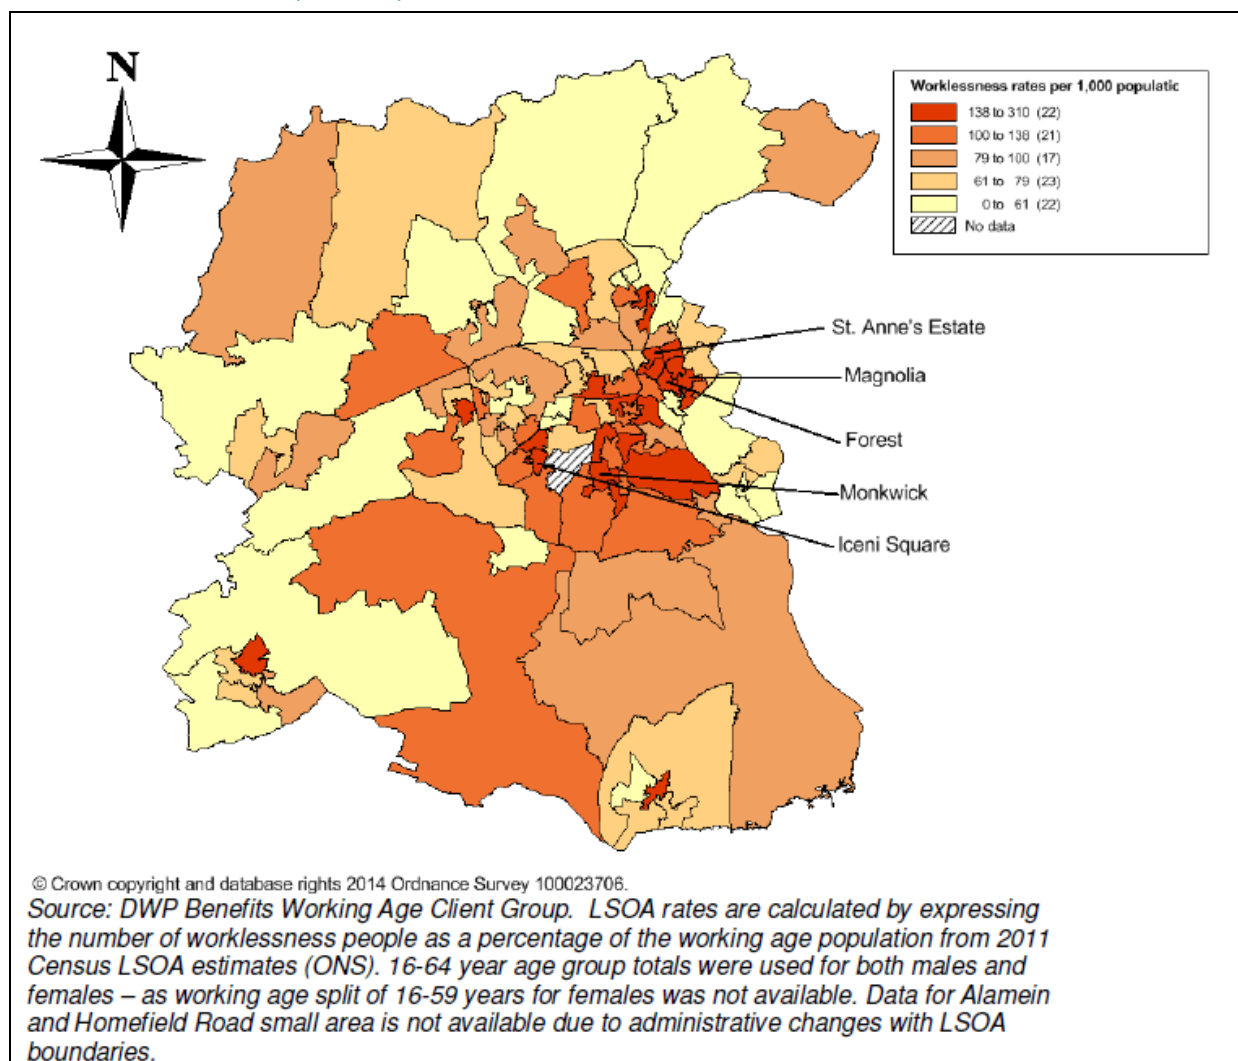 N
Worklessness rates per 1,000 populatic
138 to 310 (22)
100 to 138 (21)
79 to 100 (17)
61 to 79 (23)
0 to 61 (22)
No data
St. Anne's Estate
Magnolia
Forest
Monkwick
Iceni Square
© Crown copyright and database rights 2014 Ordnance Survey 100023706.
Source: DWP Benefits Working Age Client Group. LSOA rates are calculated by expressing
the number of worklessness people as a percentage of the working age population from 2011
Census LSOA estimates (ONS). 16-64 year age group totals were used for both males and
females – as working age split of 16-59 years for females was not available. Data for Alamein
and Homefield Road small area is not available due to administrative changes with LSOA
boundaries.